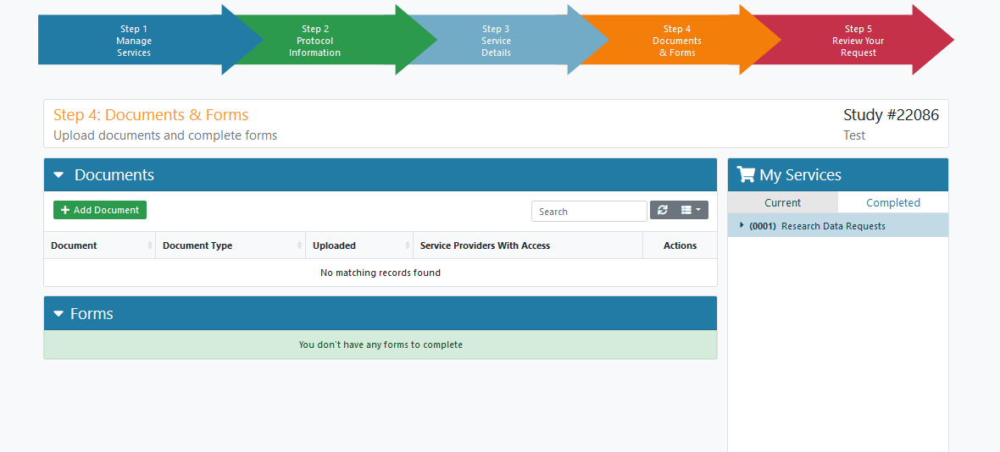 Step 1
Manage
Services
Step 2
Protocol
Information
Step 3
Service
Details
Step 4
Documents
& Forms
Step 5
Review Your
Request
Step 4: Documents & Forms
Upload documents and complete forms
Study #22086
Test
Documents
Add Document
Search
Document
Document Type
Uploaded
Service Providers With Access
Actions
No matching records found
Forms
You don't have any forms to complete
My Services
Current
Completed
(0001) Research Data Requests